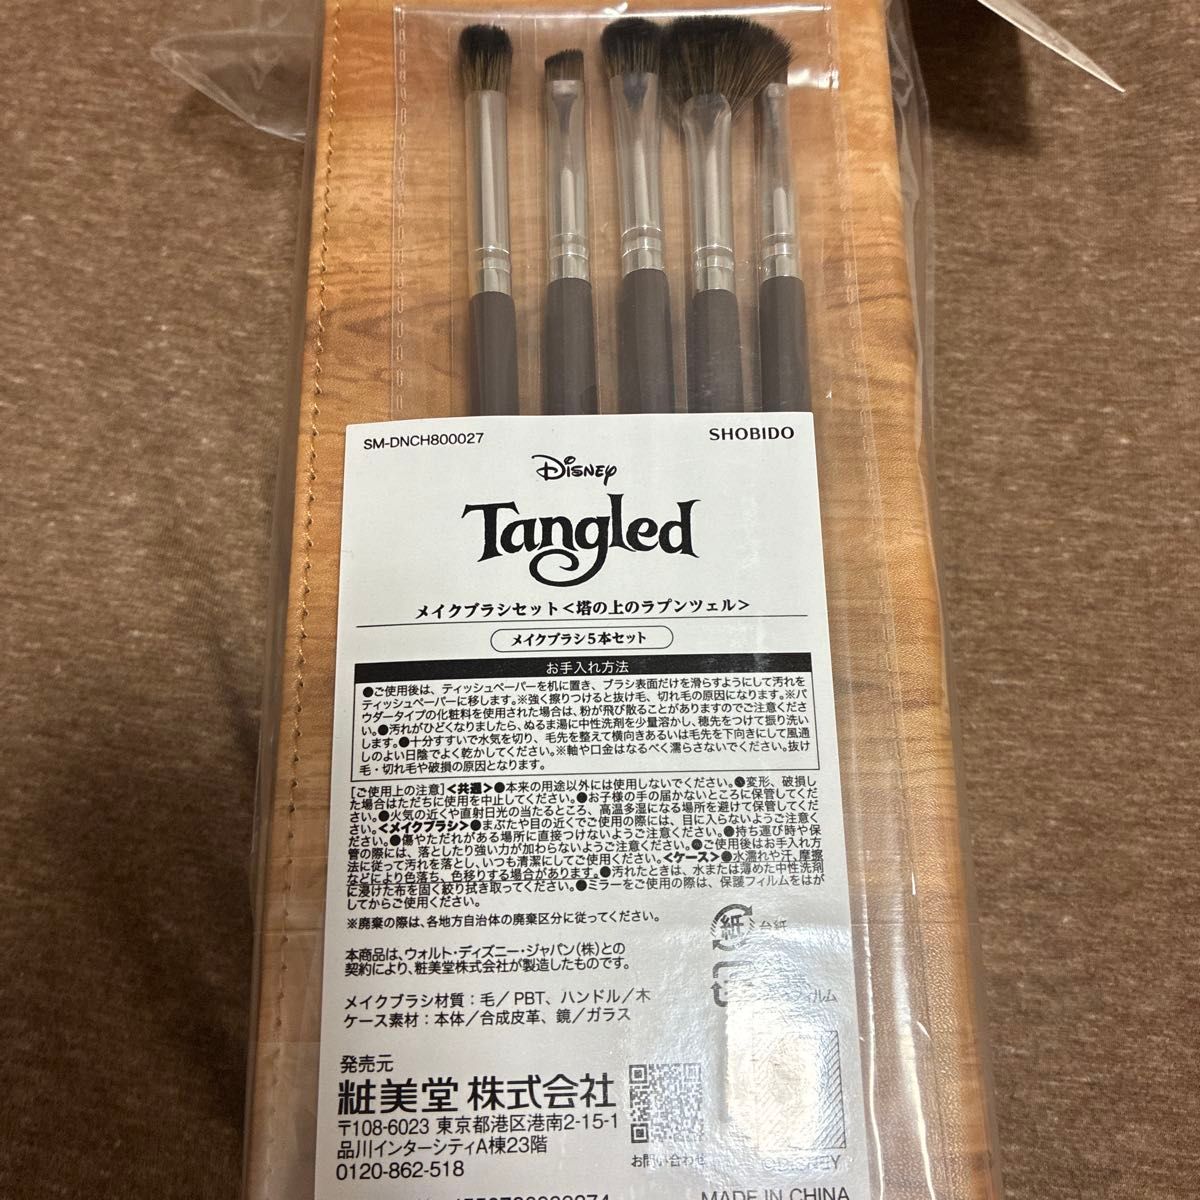 SM-DNCH800027
SHOBIDO
Disney
Tangled
メイクブラシセット<塔の上のラプンツェル>
メイクブラシ5本セット
お手入れ方法
●ご使用後は、ティッシュペーパーを机に置き、ブラシ表面だけを滑らすようにして汚れを
ティッシュペーパーに移します。※強く擦りつけると抜け毛、切れ毛の原因になります。※パ
ウダータイプの化粧料を使用された場合は、粉が飛び散ることがありますのでご注意くださ
い。●汚れがひどくなりましたら、ぬるま湯に中性洗剤を少量溶かし、穂先をつけて振り洗い
します。●十分すすいで水気を切り、毛先を整えて横向きあるいは毛先を下向きにして風通
しのよい日陰でよく乾かしてください。※軸や口金はなるべく濡らさないでください。抜け
毛・切れ毛や破損の原因となります。
[ご使用上の注意]<共通>●本来の用途以外には使用しないでください。●変形、破損し
た場合はただちに使用を中止してください。●お子様の手の届かないところに保管してくだ
さい。●火気の近くや直射日光の当たるところ、高温多湿になる場所を避けて保管してくだ
さい。<メイクブラシ>●まぶたや目の近くでご使用の際には、目に入らないようご注意くだ
さい。●傷やただれがある場所に直接つけないようご注意ください。●持ち運び時や保
管の際には、落としたり強い力が加わらないようご注意ください。●ご使用後はお手入れ方
法に従って汚れを落とし、いつも清潔にしてご使用ください。<ケース>●水濡れや汗、摩擦
などにより色落ち、色移りする場合があります。●汚れたときは、水または薄めた中性洗剤
に浸けた布を固く絞り拭き取ってください。●ミラーをご使用の際は、保護フィルムをはが
してからご使用ください。
※廃棄の際は、各地方自治体の廃棄区分に従ってください。
紙
台紙
本商品は、ウォルト・ディズニー・ジャパン(株)との
契約により、粧美堂株式会社が製造したものです。
フィルム
メイクブラシ材質:毛/PBT、ハンドル/木
ケース素材:本体/合成皮革、鏡/ガラス
発売元
粧美堂 株式会社
〒108-6023 東京都港区港南2-15-1
品川インターシティA棟23階
0120-862-518
お問い合わせ
©DISNEY
MADE IN CHINA